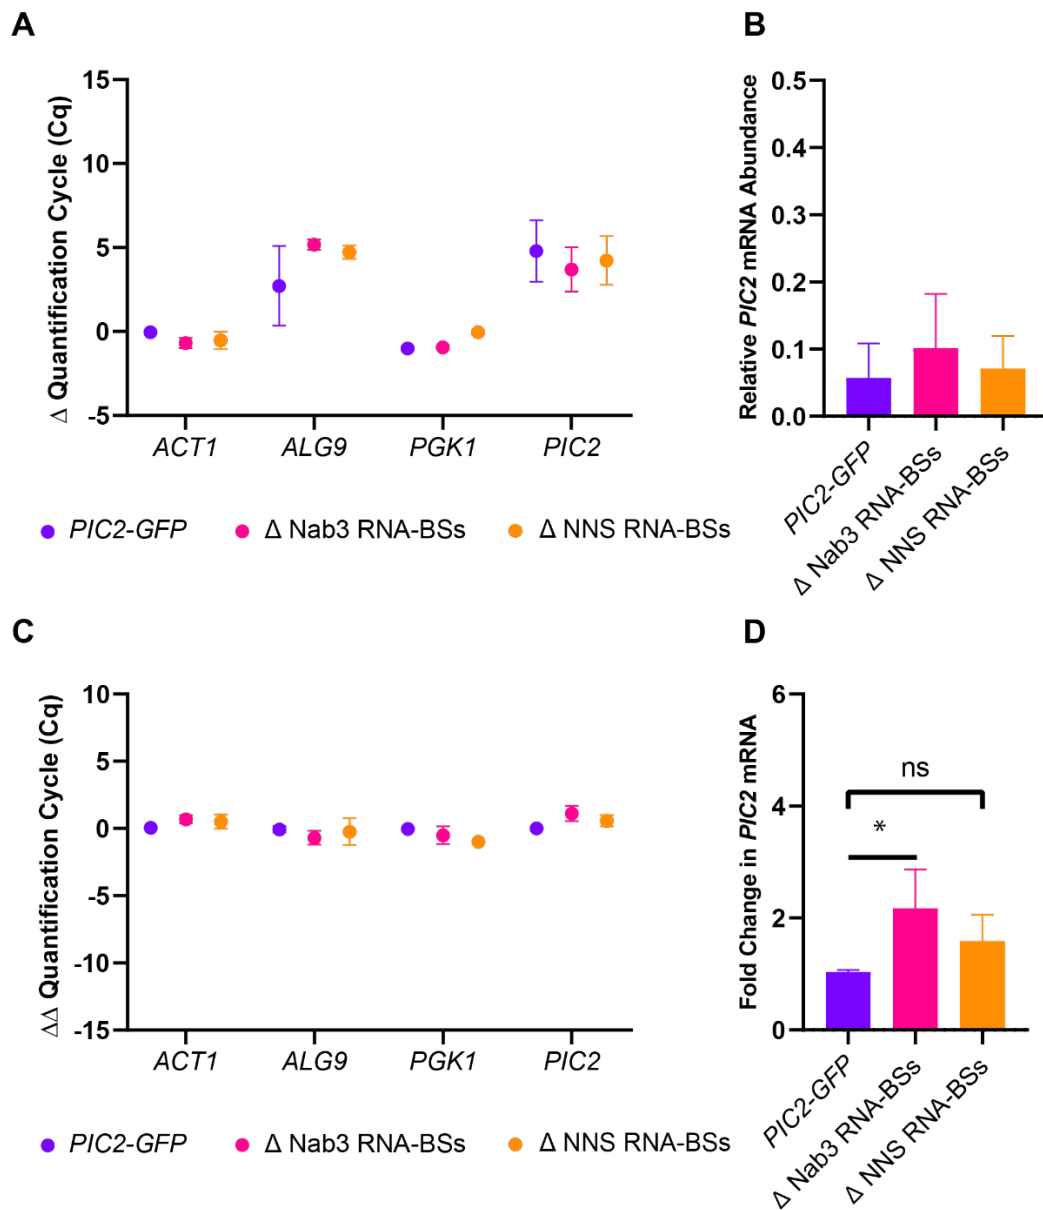 A
Δ Quantification Cycle (Cq)
15
10
5
0
-5
ACT1 ALG9 PGK1 PIC2
PIC2-GFP Δ Nab3 RNA-BSs Δ NNS RNA-BSs
B
Relative PIC2 mRNA Abundance
0.5
0.4
0.3
0.2
0.1
0.0
PIC2-GFP
Δ Nab3 RNA-BSs
Δ NNS RNA-BSs
C
ΔΔ Quantification Cycle (Cq)
10
5
0
-5
-10
-15
ACT1 ALG9 PGK1 PIC2
PIC2-GFP Δ Nab3 RNA-BSs Δ NNS RNA-BSs
D
Fold Change in PIC2 mRNA
6
4
2
0
ns
*
PIC2-GFP
Δ Nab3 RNA-BSs
Δ NNS RNA-BSs